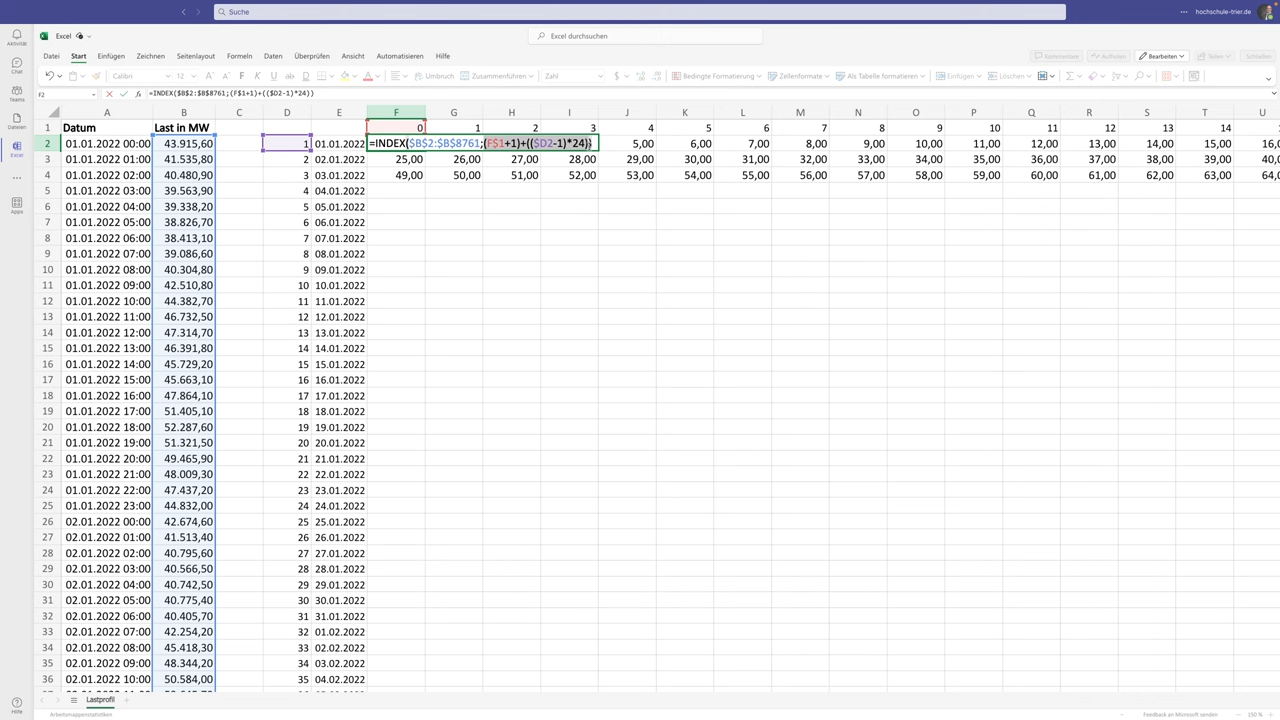 Suche
hochschule-trier.de
Aktivität
Chat
Teams
Dateien
Excel
Apps
Hilfe
Excel
Excel durchsuchen
Datei Start Einfügen Zeichnen Seitenlayout Formeln Daten Überprüfen Ansicht Automatisieren Hilfe
Kommentare Aufholen Bearbeiten Teilen Schließen
Calibri 12 F K U ab D A Umbruch Zusammenführen Zahl Bedingte Formatierung Zellenformate Als Tabelle formatieren Einfügen Löschen
F2 =INDEX($B$2:$B$8761;(F$1+1)+(($D2-1)*24))
A B C D E F G H I J K L M N O P Q R S T U
1 Datum Last in MW 0 1 2 3 4 5 6 7 8 9 10 11 12 13 14
2 01.01.2022 00:00 43.915,60 1 01.01.2022 =INDEX($B$2:$B$8761;(F$1+1)+(($D2-1)*24)) 5,00 6,00 7,00 8,00 9,00 10,00 11,00 12,00 13,00 14,00 15,00 16,0
3 01.01.2022 01:00 41.535,80 2 02.01.2022 25,00 26,00 27,00 28,00 29,00 30,00 31,00 32,00 33,00 34,00 35,00 36,00 37,00 38,00 39,00 40,0
4 01.01.2022 02:00 40.480,90 3 03.01.2022 49,00 50,00 51,00 52,00 53,00 54,00 55,00 56,00 57,00 58,00 59,00 60,00 61,00 62,00 63,00 64,0
5 01.01.2022 03:00 39.563,90 4 04.01.2022
6 01.01.2022 04:00 39.338,20 5 05.01.2022
7 01.01.2022 05:00 38.826,70 6 06.01.2022
8 01.01.2022 06:00 38.413,10 7 07.01.2022
9 01.01.2022 07:00 39.086,60 8 08.01.2022
10 01.01.2022 08:00 40.304,80 9 09.01.2022
11 01.01.2022 09:00 42.510,80 10 10.01.2022
12 01.01.2022 10:00 44.382,70 11 11.01.2022
13 01.01.2022 11:00 46.732,50 12 12.01.2022
14 01.01.2022 12:00 47.314,70 13 13.01.2022
15 01.01.2022 13:00 46.391,80 14 14.01.2022
16 01.01.2022 14:00 45.729,20 15 15.01.2022
17 01.01.2022 15:00 45.663,10 16 16.01.2022
18 01.01.2022 16:00 47.864,10 17 17.01.2022
19 01.01.2022 17:00 51.405,10 18 18.01.2022
20 01.01.2022 18:00 52.287,60 19 19.01.2022
21 01.01.2022 19:00 51.321,50 20 20.01.2022
22 01.01.2022 20:00 49.465,90 21 21.01.2022
23 01.01.2022 21:00 48.009,30 22 22.01.2022
24 01.01.2022 22:00 47.437,20 23 23.01.2022
25 01.01.2022 23:00 44.832,00 24 24.01.2022
26 02.01.2022 00:00 42.674,60 25 25.01.2022
27 02.01.2022 01:00 41.513,40 26 26.01.2022
28 02.01.2022 02:00 40.795,60 27 27.01.2022
29 02.01.2022 03:00 40.566,50 28 28.01.2022
30 02.01.2022 04:00 40.742,50 29 29.01.2022
31 02.01.2022 05:00 40.775,40 30 30.01.2022
32 02.01.2022 06:00 40.405,70 31 31.01.2022
33 02.01.2022 07:00 42.254,20 32 01.02.2022
34 02.01.2022 08:00 45.418,30 33 02.02.2022
35 02.01.2022 09:00 48.344,20 34 03.02.2022
36 02.01.2022 10:00 50.584,00 35 04.02.2022
Lastprofil
Arbeitsmappenstatistiken Feedback an Microsoft senden 150 %